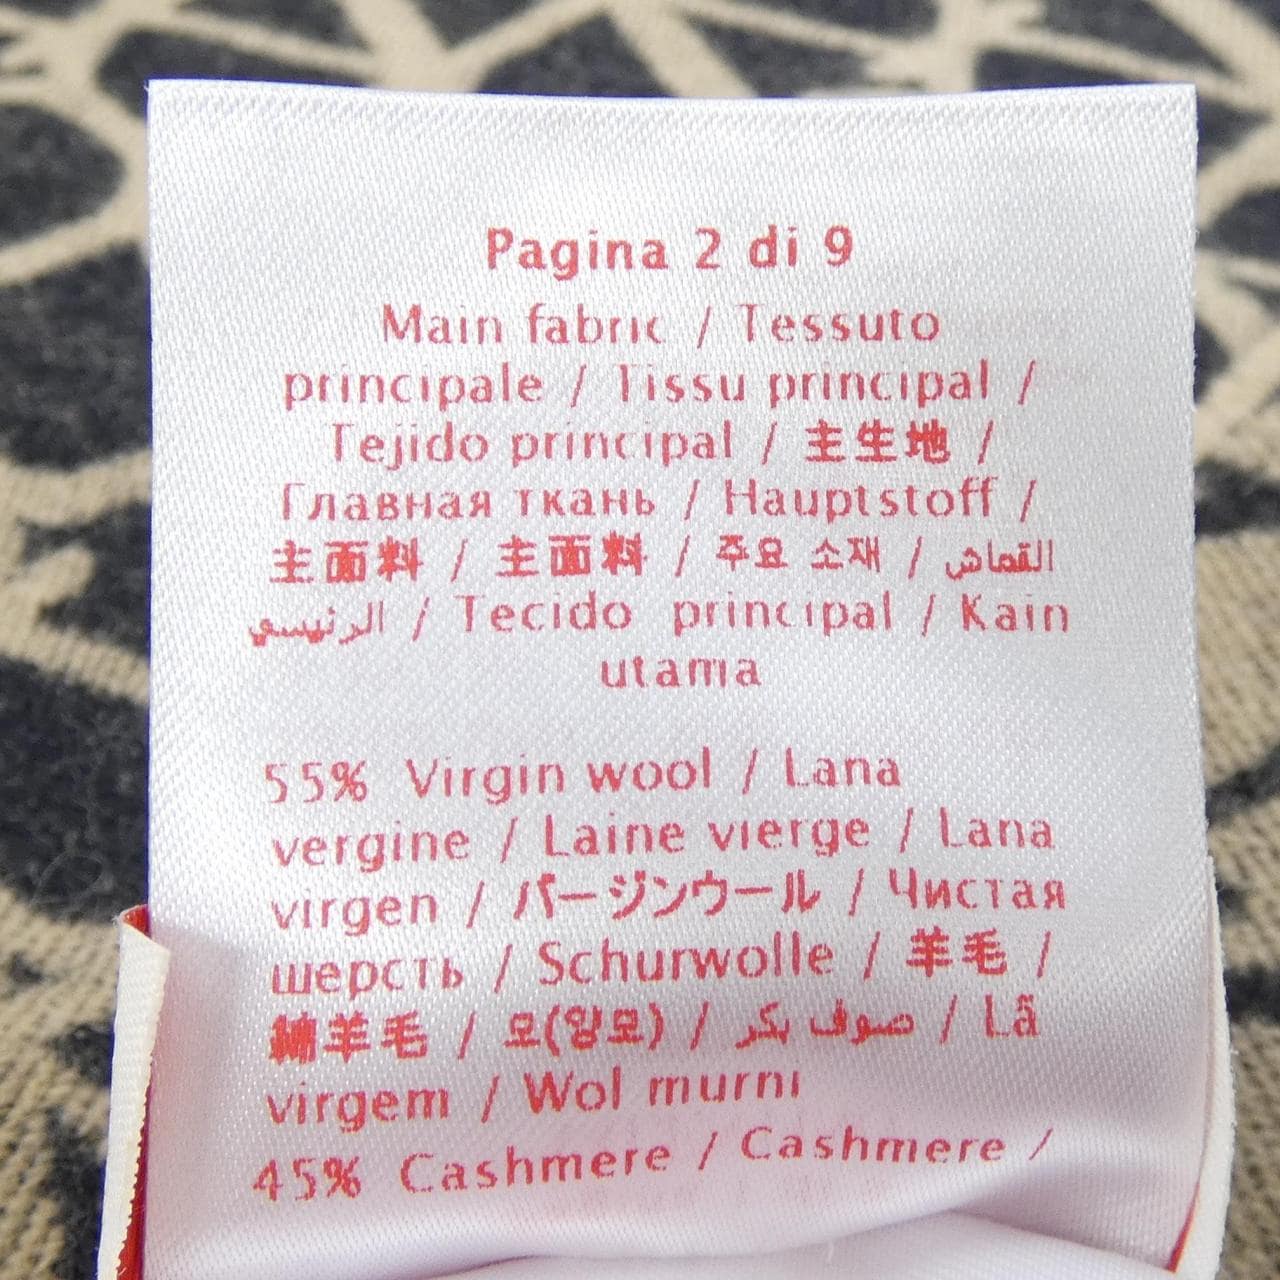 Pagina 2 di 9
Main fabric / Tessuto
principale / Tissu principal /
Tejido principal / 主生地 /
Главная ткань / Hauptstoff /
主面料 / 主面料 / 주요 소재 / القماش
الرئيسي / Tecido principal / Kain
utama
55% Virgin wool / Lana
vergine / Laine vierge / Lana
virgen / バージンウール / Чистая
шерсть / Schurwolle / 羊毛 /
純羊毛 / 모(양모) / صوف بكر / Lã
virgem / Wol murni
45% Cashmere / Cashmere /